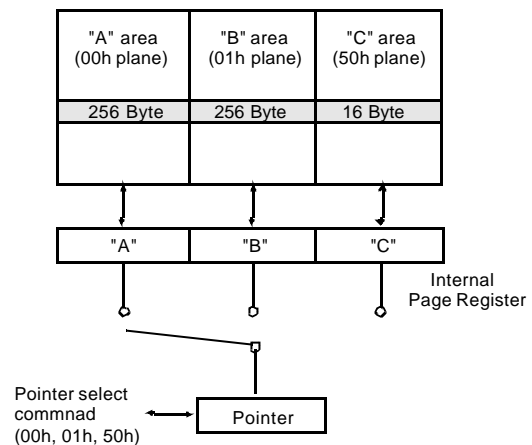 "A" area
(00h plane)
"B" area
(01h plane)
"C" area
(50h plane)
256 Byte
256 Byte
16 Byte
"A"
"B"
"C"
Internal
Page Register
Pointer select
commnad
(00h, 01h, 50h)
Pointer